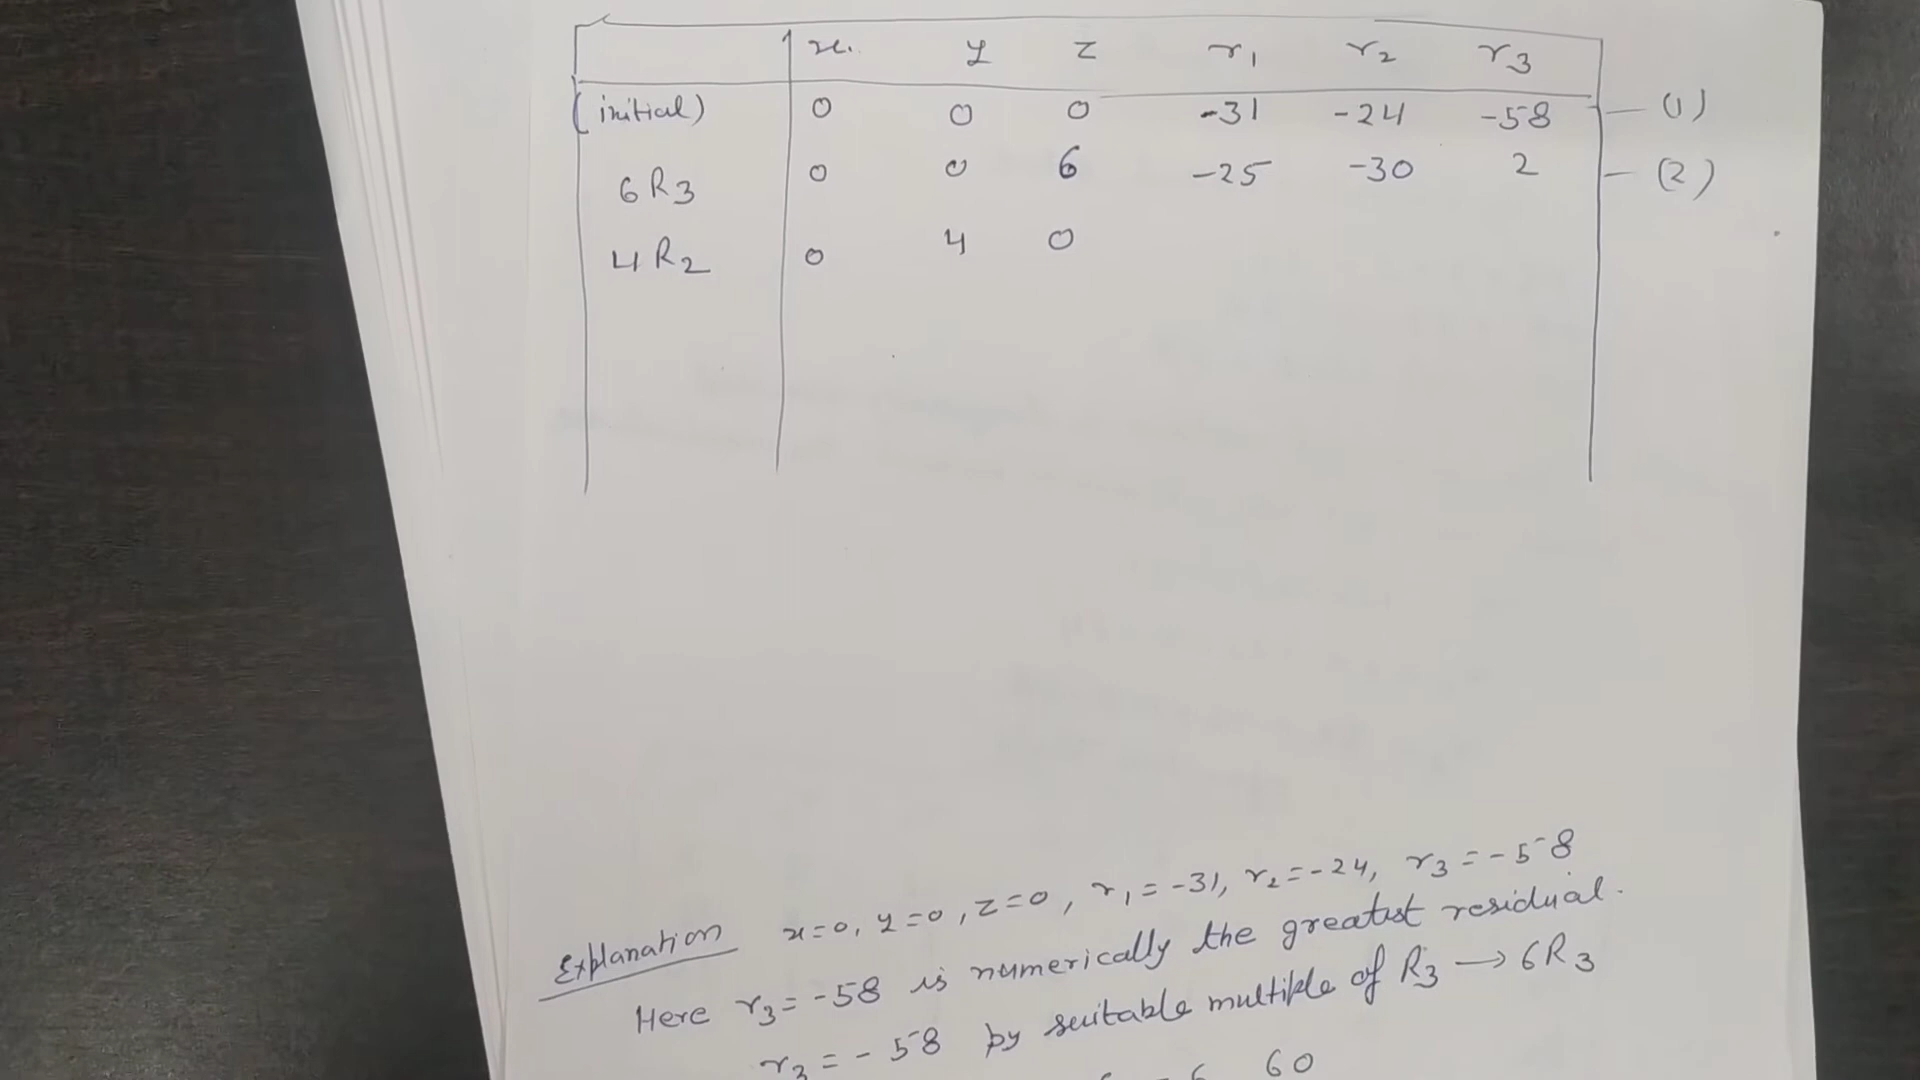 x. y z r1 r2 r3
(initial) 0 0 0 -31 -24 -58 — (1)
6R3 0 0 6 -25 -30 2 — (2)
4R2 0 4 0
Explanation x=0, y=0, z=0, r1=-31, r2=-24, r3=-58
Here r3=-58 is numerically the greatest residual.
r3=-58 by suitable multiple of R3 → 6R3
60